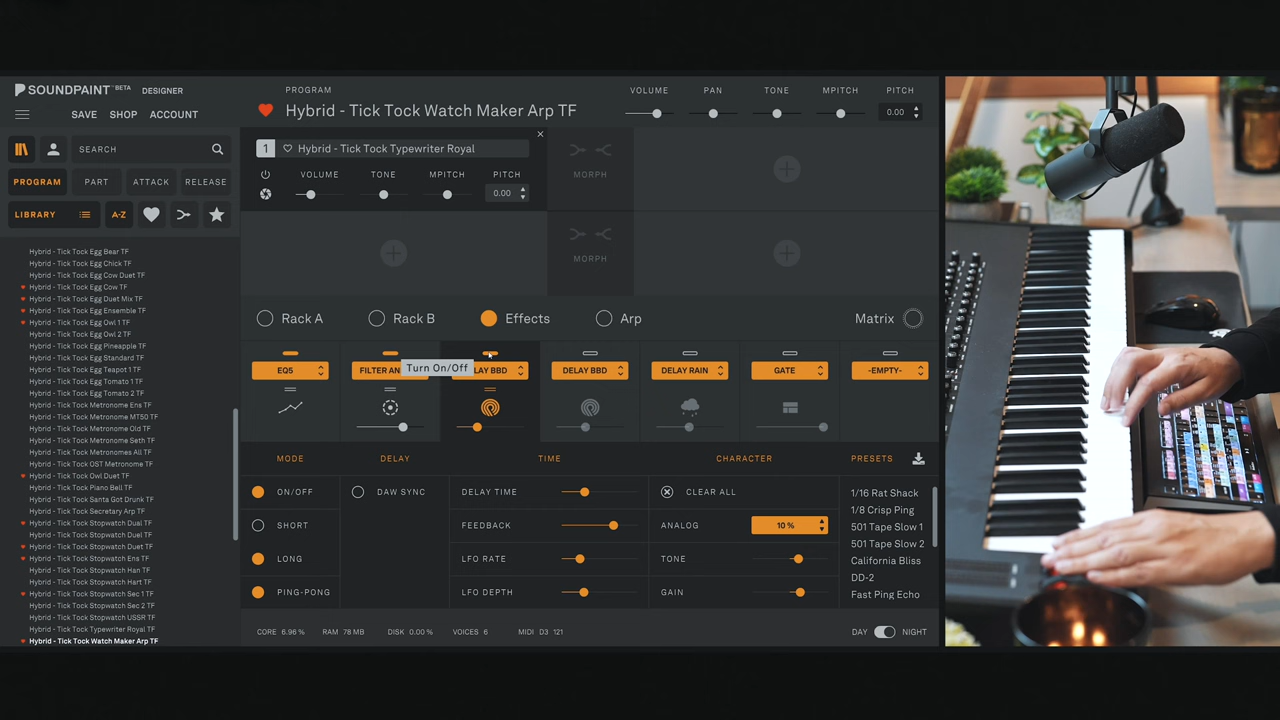 SOUNDPAINT BETA DESIGNER
SAVE SHOP ACCOUNT
SEARCH
PROGRAM PART ATTACK RELEASE
LIBRARY A-Z
Hybrid - Tick Tock Egg Bear TF
Hybrid - Tick Tock Egg Chick TF
Hybrid - Tick Tock Egg Cow Duet TF
Hybrid - Tick Tock Egg Cow TF
Hybrid - Tick Tock Egg Duet Mix TF
Hybrid - Tick Tock Egg Ensemble TF
Hybrid - Tick Tock Egg Owl 1 TF
Hybrid - Tick Tock Egg Owl 2 TF
Hybrid - Tick Tock Egg Pineapple TF
Hybrid - Tick Tock Egg Standard TF
Hybrid - Tick Tock Egg Teapot 1 TF
Hybrid - Tick Tock Egg Tomato 1 TF
Hybrid - Tick Tock Egg Tomato 2 TF
Hybrid - Tick Tock Metronome Ens TF
Hybrid - Tick Tock Metronome MT50 TF
Hybrid - Tick Tock Metronome Old TF
Hybrid - Tick Tock Metronome Seth TF
Hybrid - Tick Tock Metronomes All TF
Hybrid - Tick Tock OST Metronome TF
Hybrid - Tick Tock Owl Duet TF
Hybrid - Tick Tock Piano Ball TF
Hybrid - Tick Tock Santa Got Drunk TF
Hybrid - Tick Tock Secretary Arp TF
Hybrid - Tick Tock Stopwatch Dual TF
Hybrid - Tick Tock Stopwatch Duel TF
Hybrid - Tick Tock Stopwatch Duet TF
Hybrid - Tick Tock Stopwatch Ens TF
Hybrid - Tick Tock Stopwatch Han TF
Hybrid - Tick Tock Stopwatch Hart TF
Hybrid - Tick Tock Stopwatch Sec 1 TF
Hybrid - Tick Tock Stopwatch Sec 2 TF
Hybrid - Tick Tock Stopwatch USSR TF
Hybrid - Tick Tock Typewriter Royal TF
Hybrid - Tick Tock Watch Maker Arp TF
PROGRAM
Hybrid - Tick Tock Watch Maker Arp TF
VOLUME PAN TONE MPITCH PITCH
0.00
1 Hybrid - Tick Tock Typewriter Royal
VOLUME TONE MPITCH PITCH
0.00
MORPH
MORPH
Rack A Rack B Effects Arp Matrix
EQ5 FILTER AN LAY BBD DELAY BBD DELAY RAIN GATE -EMPTY-
Turn On/Off
MODE DELAY TIME CHARACTER PRESETS
ON/OFF DAW SYNC DELAY TIME CLEAR ALL 1/16 Rat Shack
1/8 Crisp Ping
SHORT FEEDBACK ANALOG 10 % 501 Tape Slow 1
501 Tape Slow 2
LONG LFO RATE TONE California Bliss
DD-2
PING-PONG LFO DEPTH GAIN Fast Ping Echo
CORE 6.96 % RAM 78 MB DISK 0.00 % VOICES 6 MIDI D3 121 DAY NIGHT